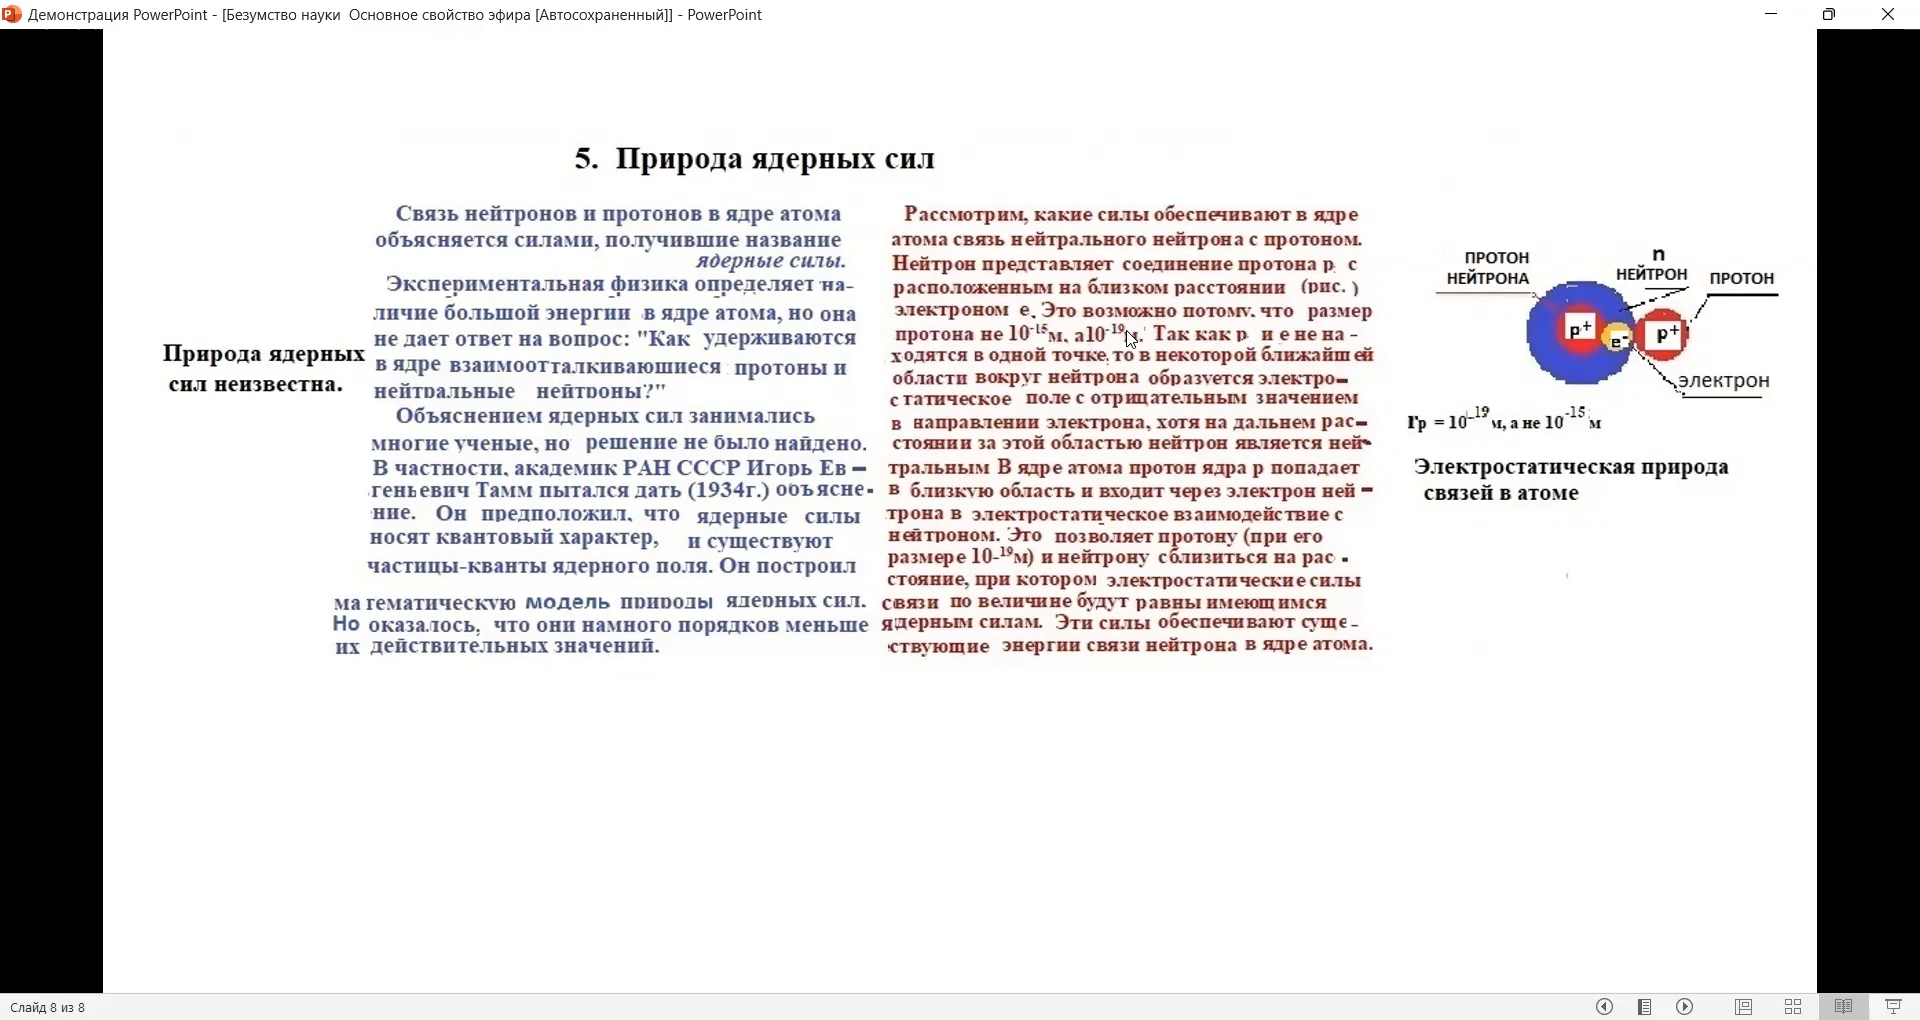 Демонстрация PowerPoint - [Безумство науки  Основное свойство эфира [Автосохраненный]] - PowerPoint
5. Природа ядерных сил
Природа ядерных
сил неизвестна.
Связь нейтронов и протонов в ядре атома
объясняется силами, получившие название
ядерные силы.
Экспериментальная физика определяет на-
личие большой энергии в ядре атома, но она
не дает ответ на вопрос: "Как удерживаются
в ядре взаимоотталкивающиеся протоны и
нейтральные нейтроны?"
Объяснением ядерных сил занимались
многие ученые, но решение не было найдено.
В частности, академик РАН СССР Игорь Ев –
геньевич Тамм пытался дать (1934г.) объясне-
ние. Он предположил, что ядерные силы
носят квантовый характер, и существуют
частицы-кванты ядерного поля. Он построил
математическую модель природы ядерных сил.
Но оказалось, что они намного порядков меньше
их действительных значений.
Рассмотрим, какие силы обеспечивают в ядре
атома связь нейтрального нейтрона с протоном.
Нейтрон представляет соединение протона р с
расположенным на близком расстоянии (рис. )
электроном е. Это возможно потому, что размер
протона не 10⁻¹⁵м, а10⁻¹⁹м. Так как р и е не на -
ходятся в одной точке, то в некоторой ближайшей
области вокруг нейтрона образуется электро–
статическое поле с отрицательным значением
в направлении электрона, хотя на дальнем рас–
стоянии за этой областью нейтрон является ней-
тральным В ядре атома протон ядра р попадает
в близкую область и входит через электрон ней –
трона в электростатическое взаимодействие с
нейтроном. Это позволяет протону (при его
размере 10-¹⁹м) и нейтрону сблизиться на рас -
стояние, при котором электростатические силы
связи по величине будут равны имеющимся
ядерным силам. Эти силы обеспечивают суще -
ствующие энергии связи нейтрона в ядре атома.
ПРОТОН
НЕЙТРОНА
n
НЕЙТРОН
ПРОТОН
p⁺
e⁻
p⁺
электрон
rр = 10⁻¹⁹ м, а не 10⁻¹⁵ м
Электростатическая природа
связей в атоме
Слайд 8 из 8